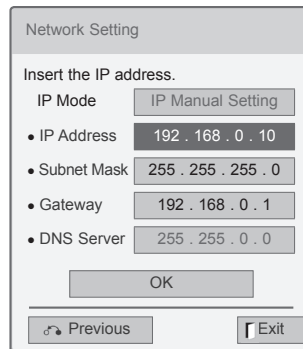 Network Setting
Insert the IP address.
IP Mode IP Manual Setting
• IP Address 192 . 168 . 0 . 10
• Subnet Mask 255 . 255 . 255 . 0
• Gateway 192 . 168 . 0 . 1
• DNS Server 255 . 255 . 0 . 0
OK
Previous Exit